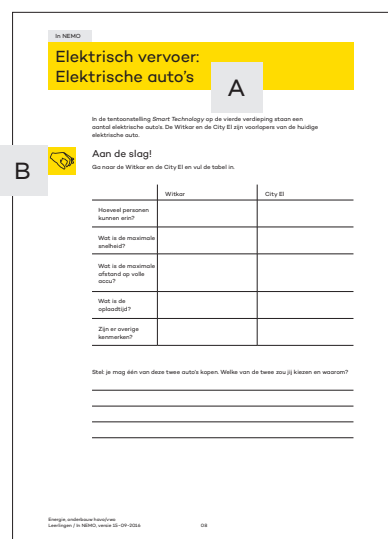 In NEMO
Elektrisch vervoer:
Elektrische auto's
A
In de tentoonstelling Smart Technology op de vierde verdieping staan een
aantal elektrische auto's. De Witkar en de City El zijn voorlopers van de huidige
elektrische auto.
B
Aan de slag!
Ga naar de Witkar en de City El en vul de tabel in.
Witkar City El
Hoeveel personen
kunnen erin?
Wat is de maximale
snelheid?
Wat is de maximale
afstand op volle
accu?
Wat is de
oplaadtijd?
Zijn er overige
kenmerken?
Stel: je mag één van deze twee auto's kopen. Welke van de twee zou jij kiezen en waarom?
Energie, onderbouw havo/vwo
Leerlingen / In NEMO, versie 15-09-2016 08